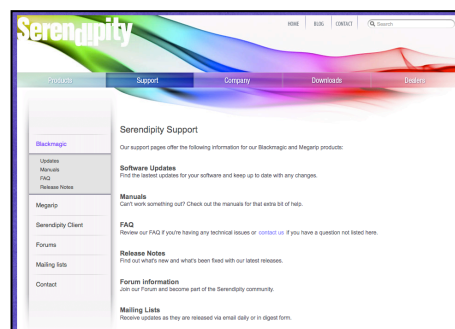 Serendipity
HOME BLOG CONTACT Search
Products Support Company Downloads Dealers
Blackmagic
Updates
Manuals
FAQ
Release Notes
Megarip
Serendipity Client
Forums
Mailing lists
Contact
Serendipity Support
Our support pages offer the following information for our Blackmagic and Megarip products:
Software Updates
Find the lastest updates for your software and keep up to date with any changes.
Manuals
Can't work something out? Check out the manuals for that extra bit of help.
FAQ
Review our FAQ if you're having any technical issues or contact us if you have a question not listed here.
Release Notes
Find out what's new and what's been fixed with our latest releases.
Forum information
Join our Forum and become part of the Serendipity community.
Mailing Lists
Receive updates as they are released via email daily or in digest form.